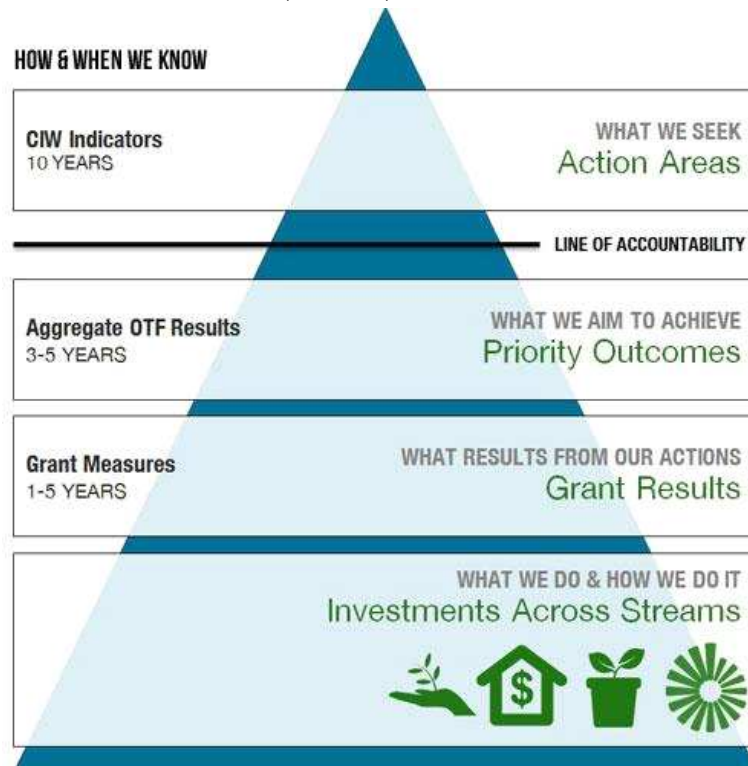 HOW & WHEN WE KNOW
CIW Indicators
10 YEARS
WHAT WE SEEK
Action Areas
LINE OF ACCOUNTABILITY
Aggregate OTF Results
3-5 YEARS
WHAT WE AIM TO ACHIEVE
Priority Outcomes
Grant Measures
1-5 YEARS
WHAT RESULTS FROM OUR ACTIONS
Grant Results
WHAT WE DO & HOW WE DO IT
Investments Across Streams
$